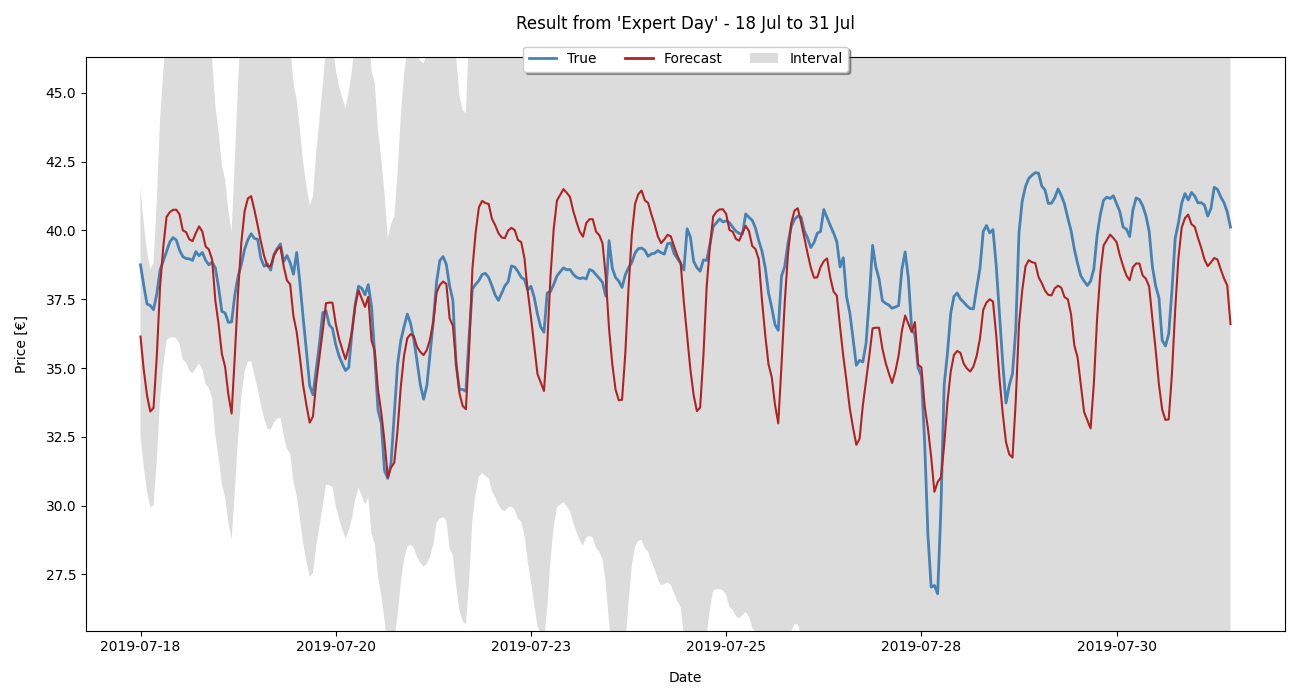 Result from 'Expert Day' - 18 Jul to 31 Jul
True Forecast Interval
Price [€]
45.0
42.5
40.0
37.5
35.0
32.5
30.0
27.5
2019-07-18 2019-07-20 2019-07-23 2019-07-25 2019-07-28 2019-07-30
Date